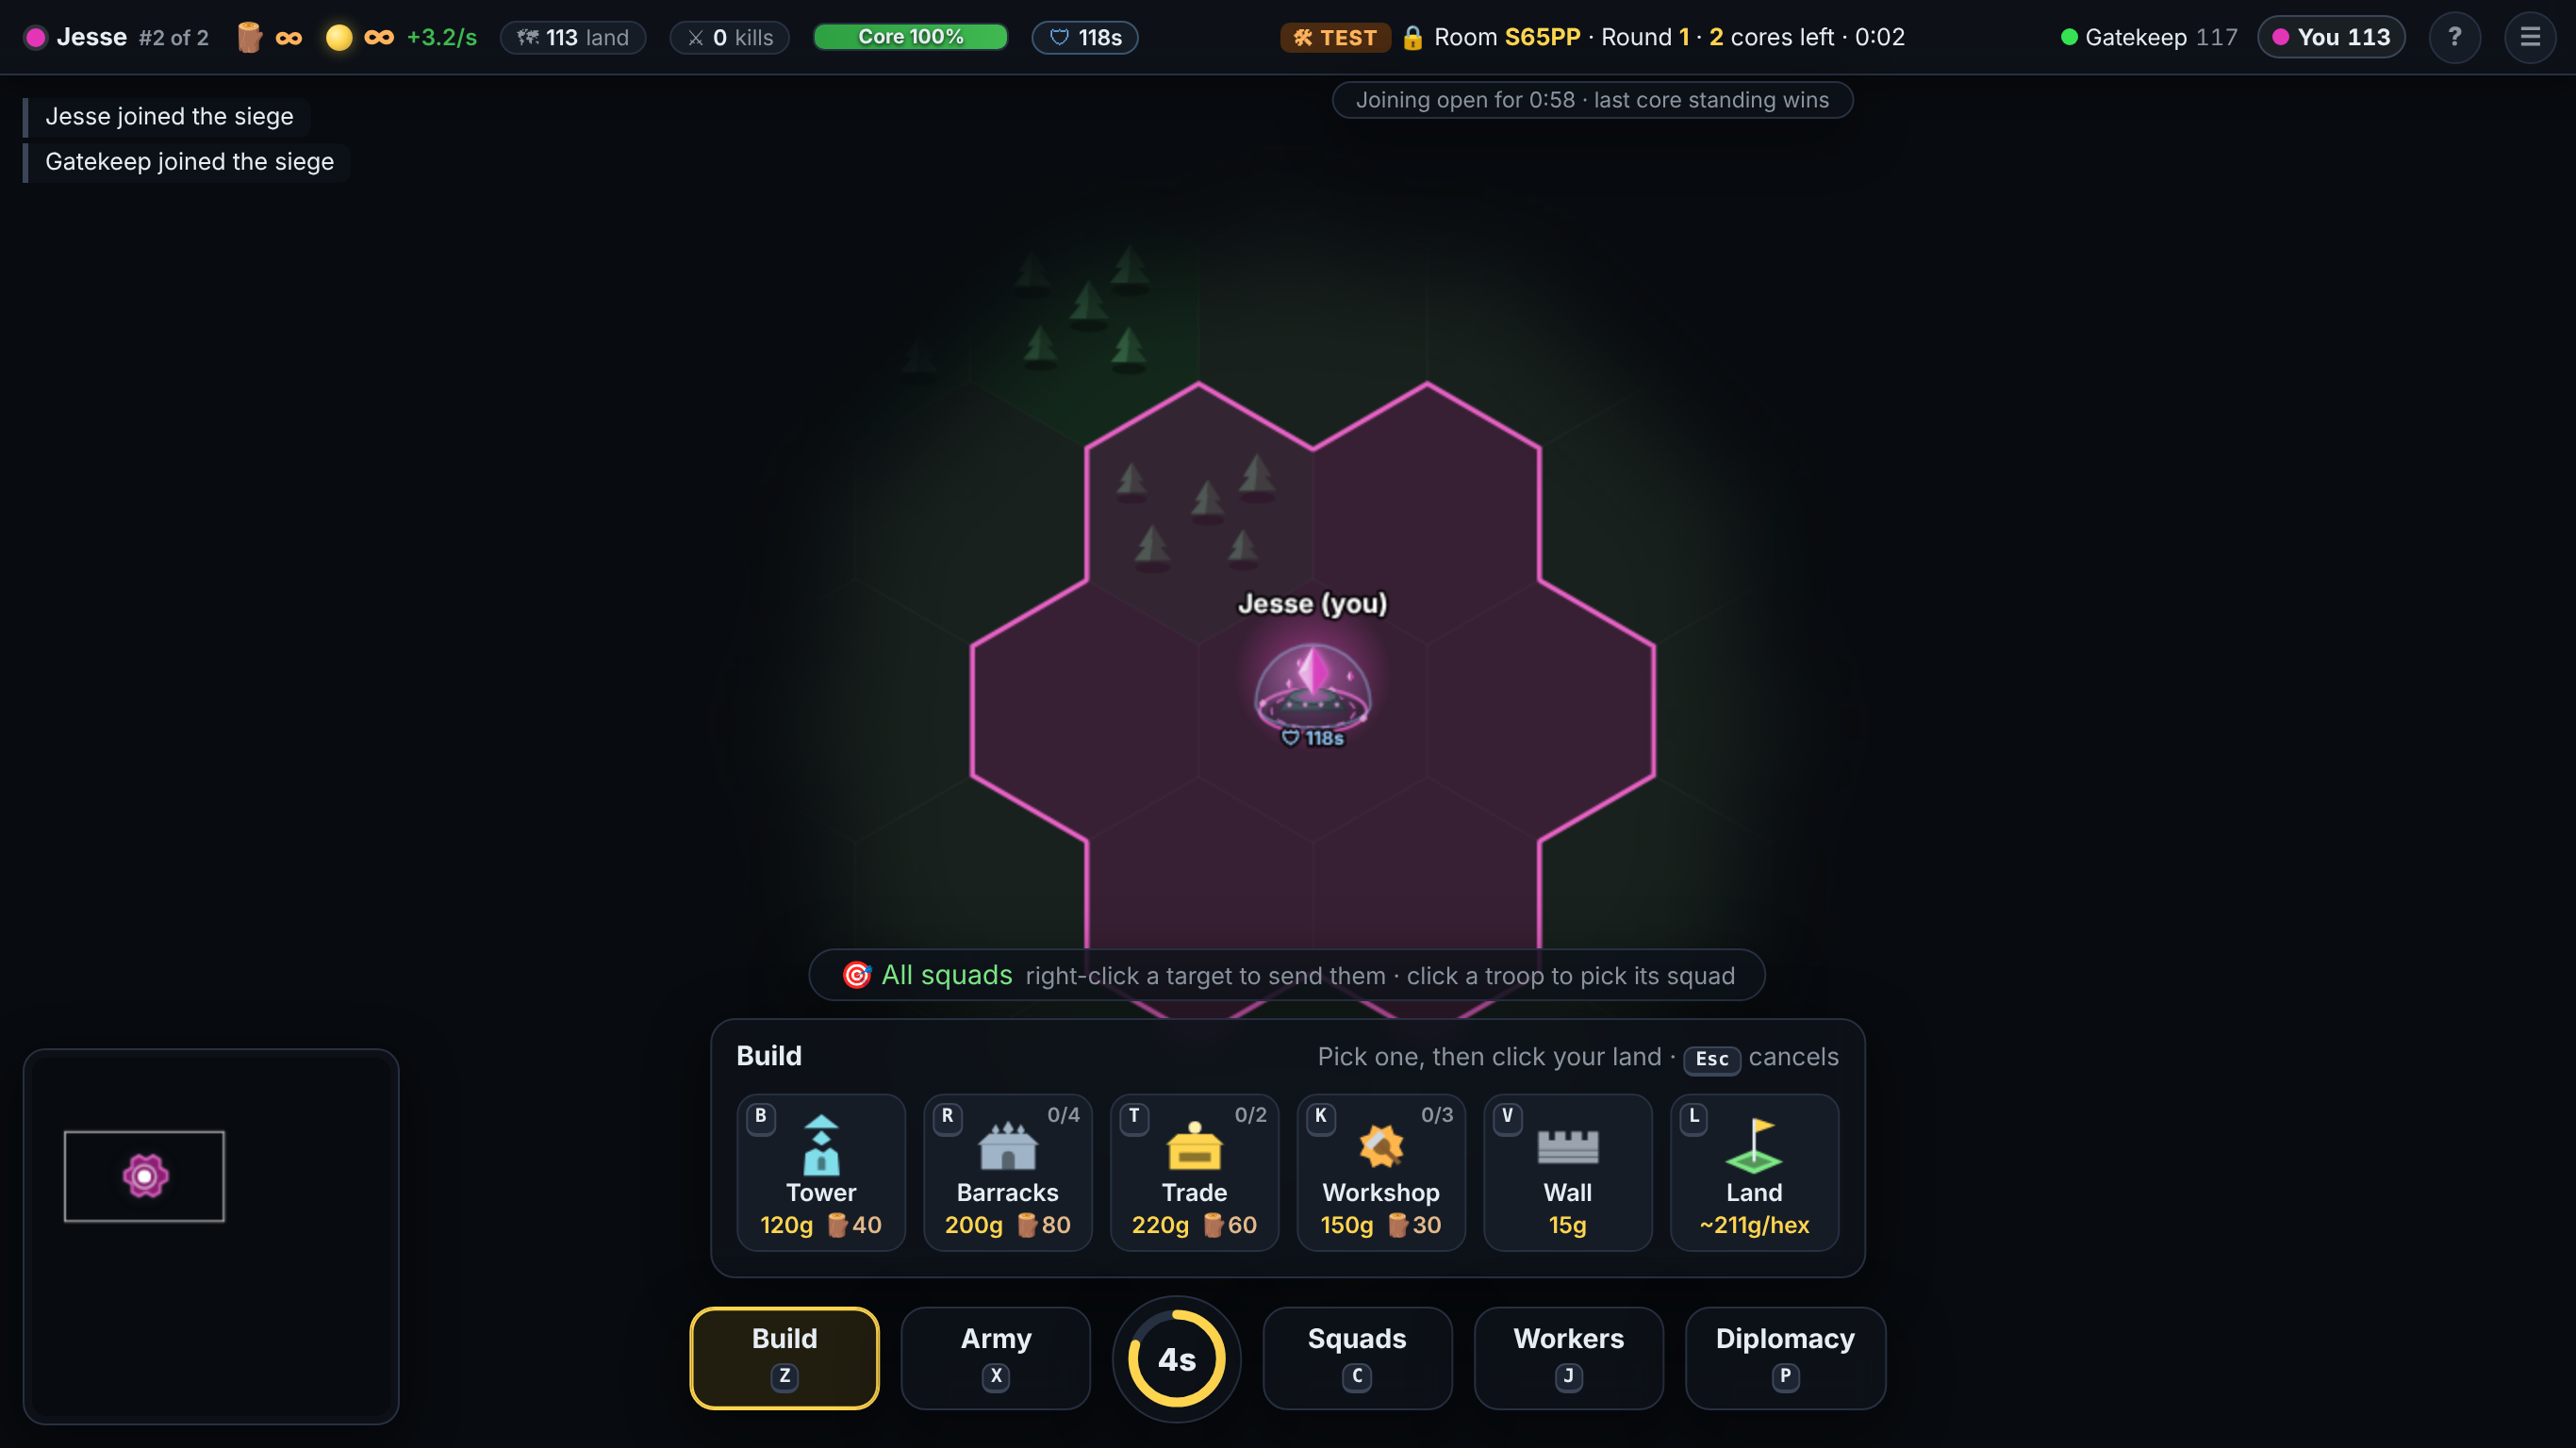 Jesse #2 of 2 ∞ ∞ +3.2/s 113 land 0 kills Core 100% 118s TEST Room S65PP · Round 1 · 2 cores left · 0:02 Gatekeep 117 You 113 ? ☰
Joining open for 0:58 · last core standing wins
Jesse joined the siege
Gatekeep joined the siege
Jesse (you)
118s
All squads right-click a target to send them · click a troop to pick its squad
Build Pick one, then click your land · Esc cancels
B R 0/4 T 0/2 K 0/3 V L
Tower Barracks Trade Workshop Wall Land
120g 40 200g 80 220g 60 150g 30 15g ~211g/hex
Build Army 4s Squads Workers Diplomacy
Z X C J P